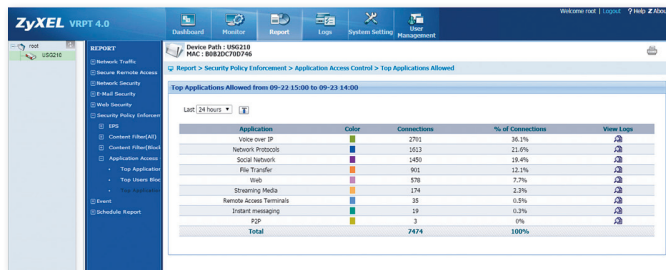 ZyXEL VRPT 4.0
Welcome root | Logout ? Help Z Abou
Dashboard Monitor Report Logs System Setting User Management
root
USG210
REPORT
Network Traffic
Secure Remote Access
Network Security
E-Mail Security
Web Security
Security Policy Enforcen
EPS
Content Filter(All)
Content Filter(Block
Application Access
Top Application
Top Users Bloc
Top Application
Event
Schedule Report
Device Path : USG210
MAC : B0B2DC70D746
Report > Security Policy Enforcement > Application Access Control > Top Applications Allowed
Top Applications Allowed from 09-22 15:00 to 09-23 14:00
Last 24 hours
Application Color Connections % of Connections View Logs
Voice over IP 2701 36.1%
Network Protocols 1613 21.6%
Social Network 1450 19.4%
File Transfer 901 12.1%
Web 578 7.7%
Streaming Media 174 2.3%
Remote Access Terminals 35 0.5%
Instant messaging 19 0.3%
P2P 3 0%
Total 7474 100%